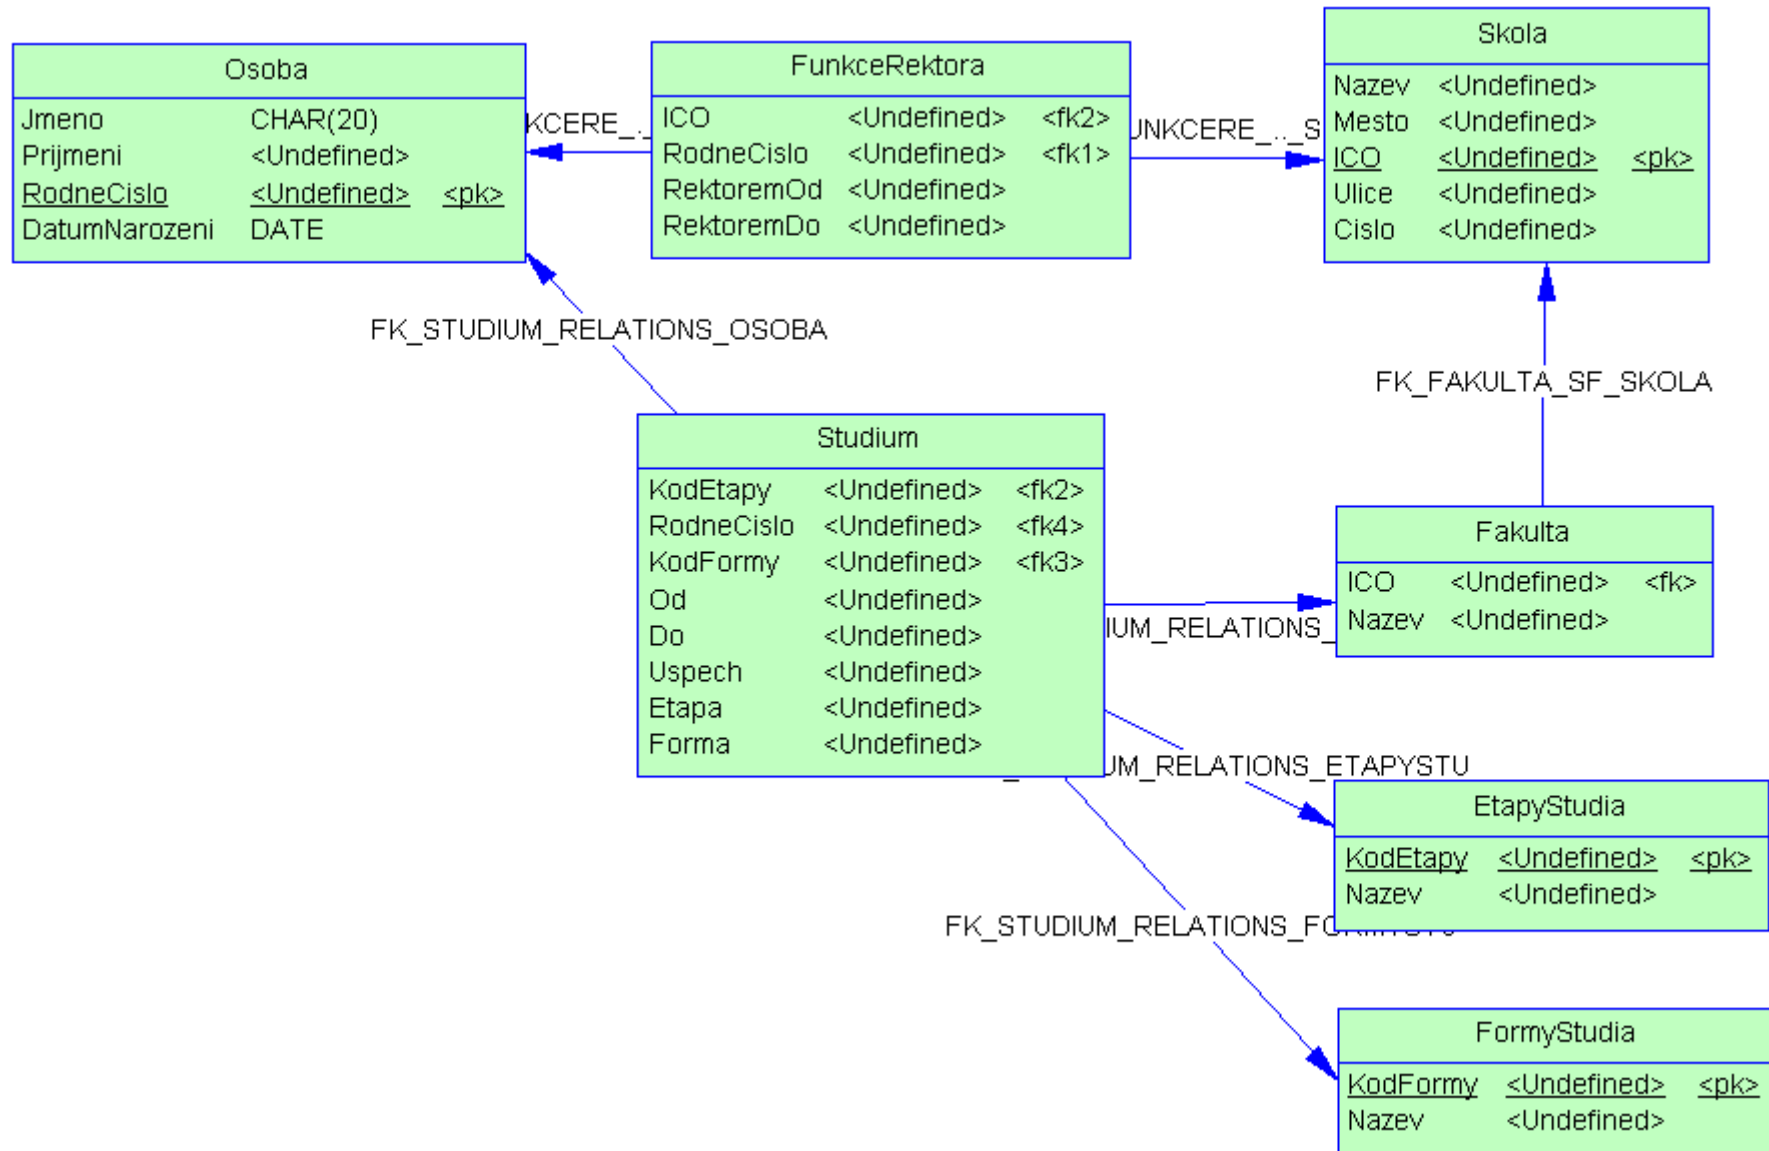 Osoba
Jmeno CHAR(20)
Prijmeni <Undefined>
RodneCislo <Undefined> <pk>
DatumNarozeni DATE
KCERE_.
FunkceRektora
ICO <Undefined> <fk2>
RodneCislo <Undefined> <fk1>
RektoremOd <Undefined>
RektoremDo <Undefined>
UNKCERE_.._S
Skola
Nazev <Undefined>
Mesto <Undefined>
ICO <Undefined> <pk>
Ulice <Undefined>
Cislo <Undefined>
FK_STUDIUM_RELATIONS_OSOBA
FK_FAKULTA_SF_SKOLA
Studium
KodEtapy <Undefined> <fk2>
RodneCislo <Undefined> <fk4>
KodFormy <Undefined> <fk3>
Od <Undefined>
Do <Undefined>
Uspech <Undefined>
Etapa <Undefined>
Forma <Undefined>
IUM_RELATIONS_
Fakulta
ICO <Undefined> <fk>
Nazev <Undefined>
UM_RELATIONS_ETAPYSTU
EtapyStudia
KodEtapy <Undefined> <pk>
Nazev <Undefined>
FK_STUDIUM_RELATIONS_FORMYSTU
FormyStudia
KodFormy <Undefined> <pk>
Nazev <Undefined>